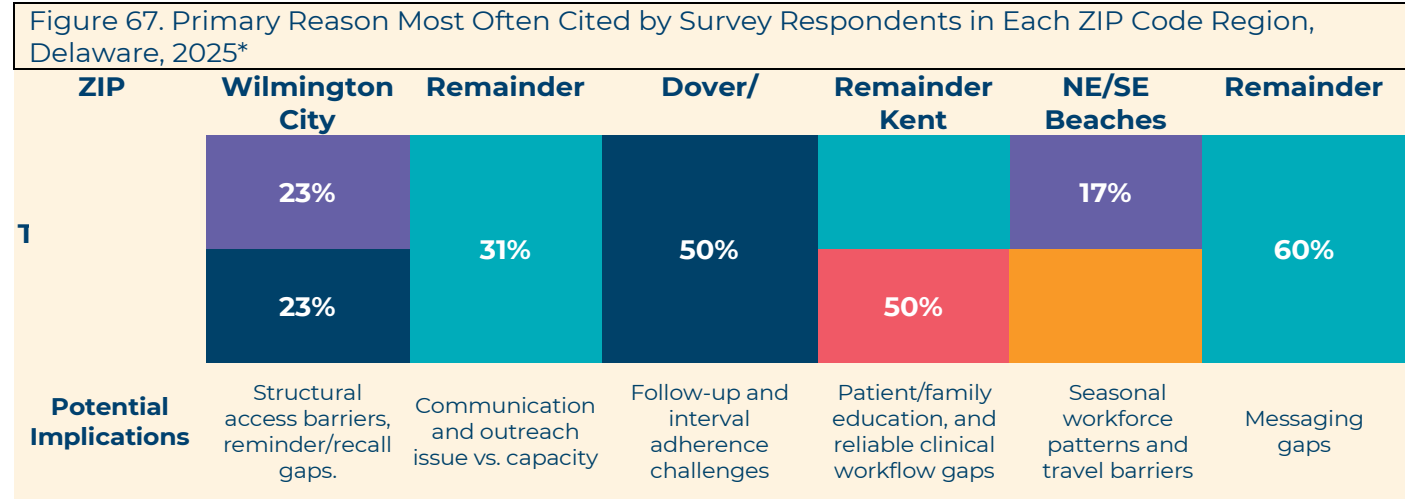 Figure 67. Primary Reason Most Often Cited by Survey Respondents in Each ZIP Code Region,
Delaware, 2025*
ZIP
Wilmington
City
Remainder
Dover/
Remainder
Kent
NE/SE
Beaches
Remainder
23%
17%
31%
50%
60%
23%
50%
Potential
Implications
Structural
access barriers,
reminder/recall
gaps.
Communication
and outreach
issue vs. capacity
Follow-up and
interval
adherence
challenges
Patient/family
education, and
reliable clinical
workflow gaps
Seasonal
workforce
patterns and
travel barriers
Messaging
gaps